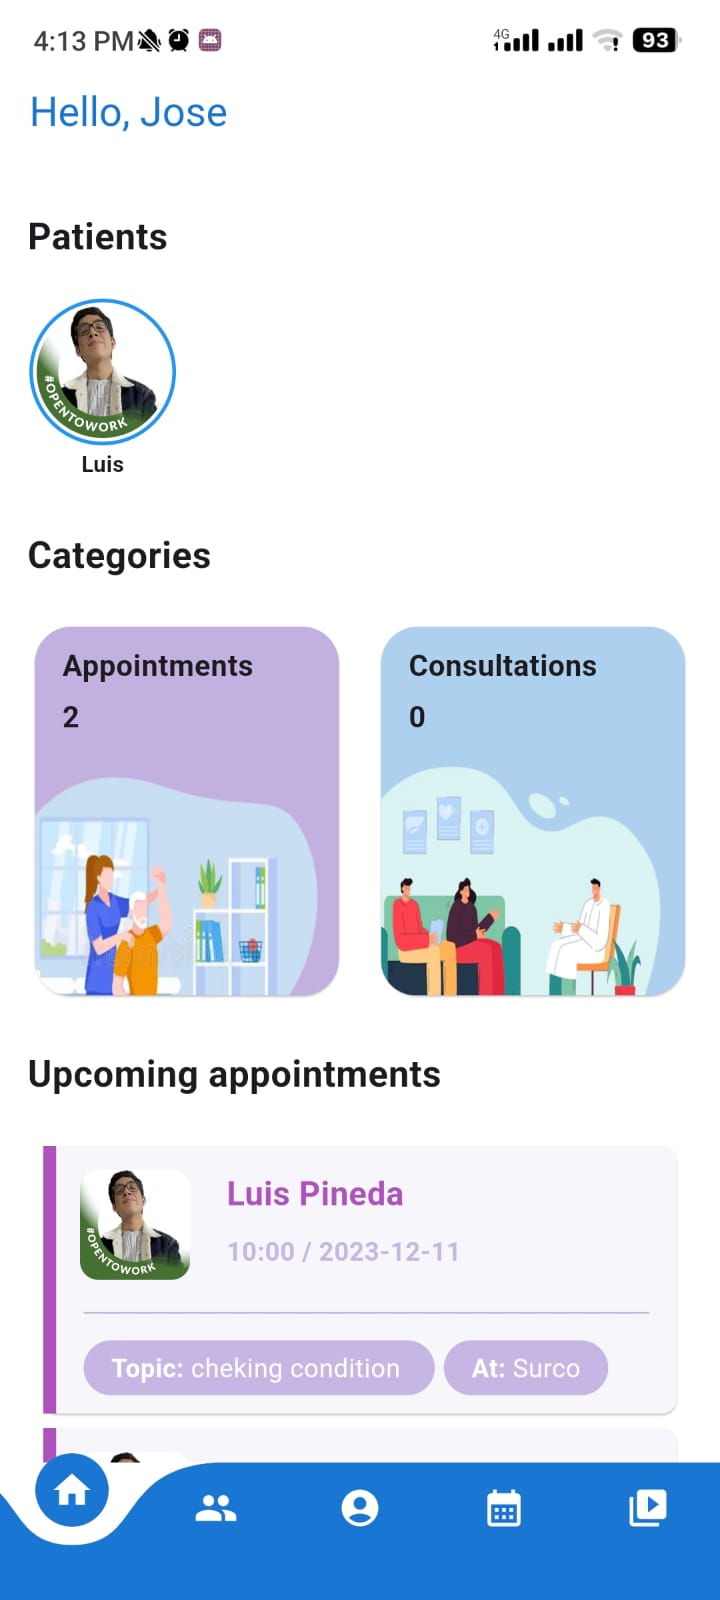 4:13 PM
4G
93
Hello, Jose
Patients
#OPENTOWORK
Luis
Categories
Appointments
2
Consultations
0
Upcoming appointments
#OPENTOWORK
Luis Pineda
10:00 / 2023-12-11
Topic: cheking condition
At: Surco